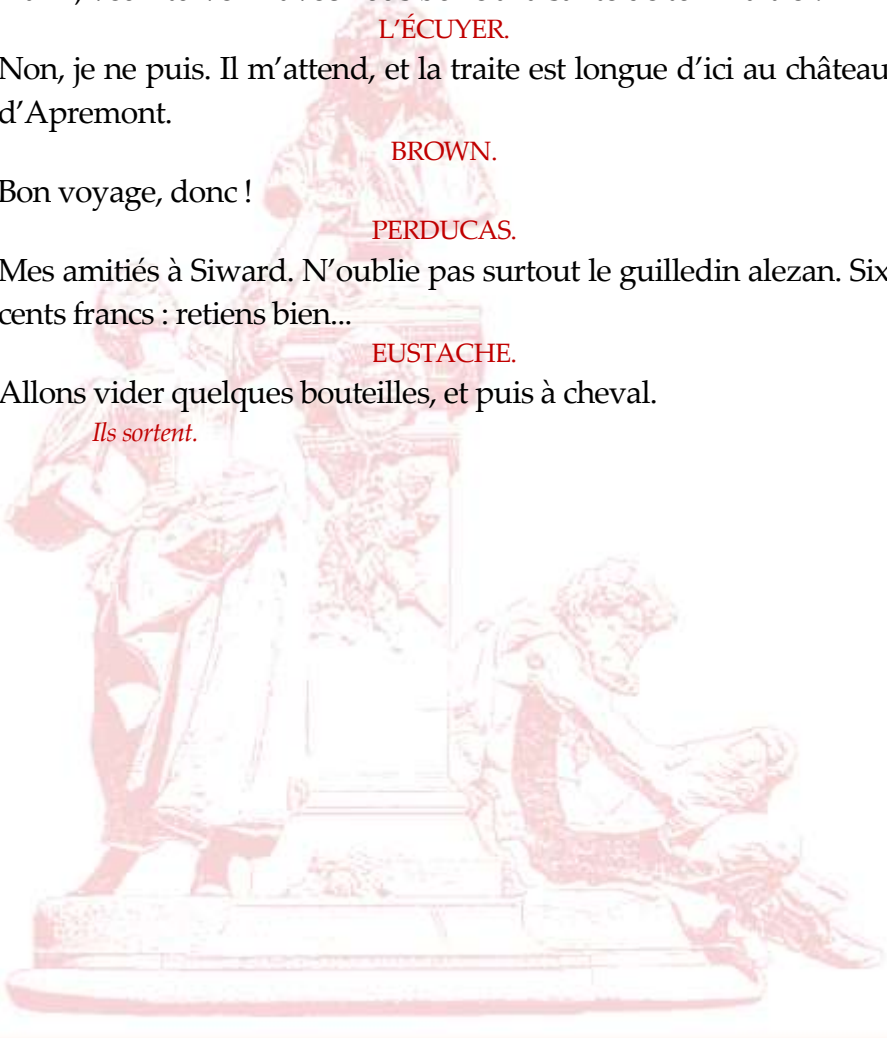 L’ÉCUYER.
Non, je ne puis. Il m’attend, et la traite est longue d’ici au château
d’Apremont.
BROWN.
Bon voyage, donc !
PERDUCAS.
Mes amitiés à Siward. N’oublie pas surtout le guilledin alezan. Six
cents francs : retiens bien...
EUSTACHE.
Allons vider quelques bouteilles, et puis à cheval.
Ils sortent.